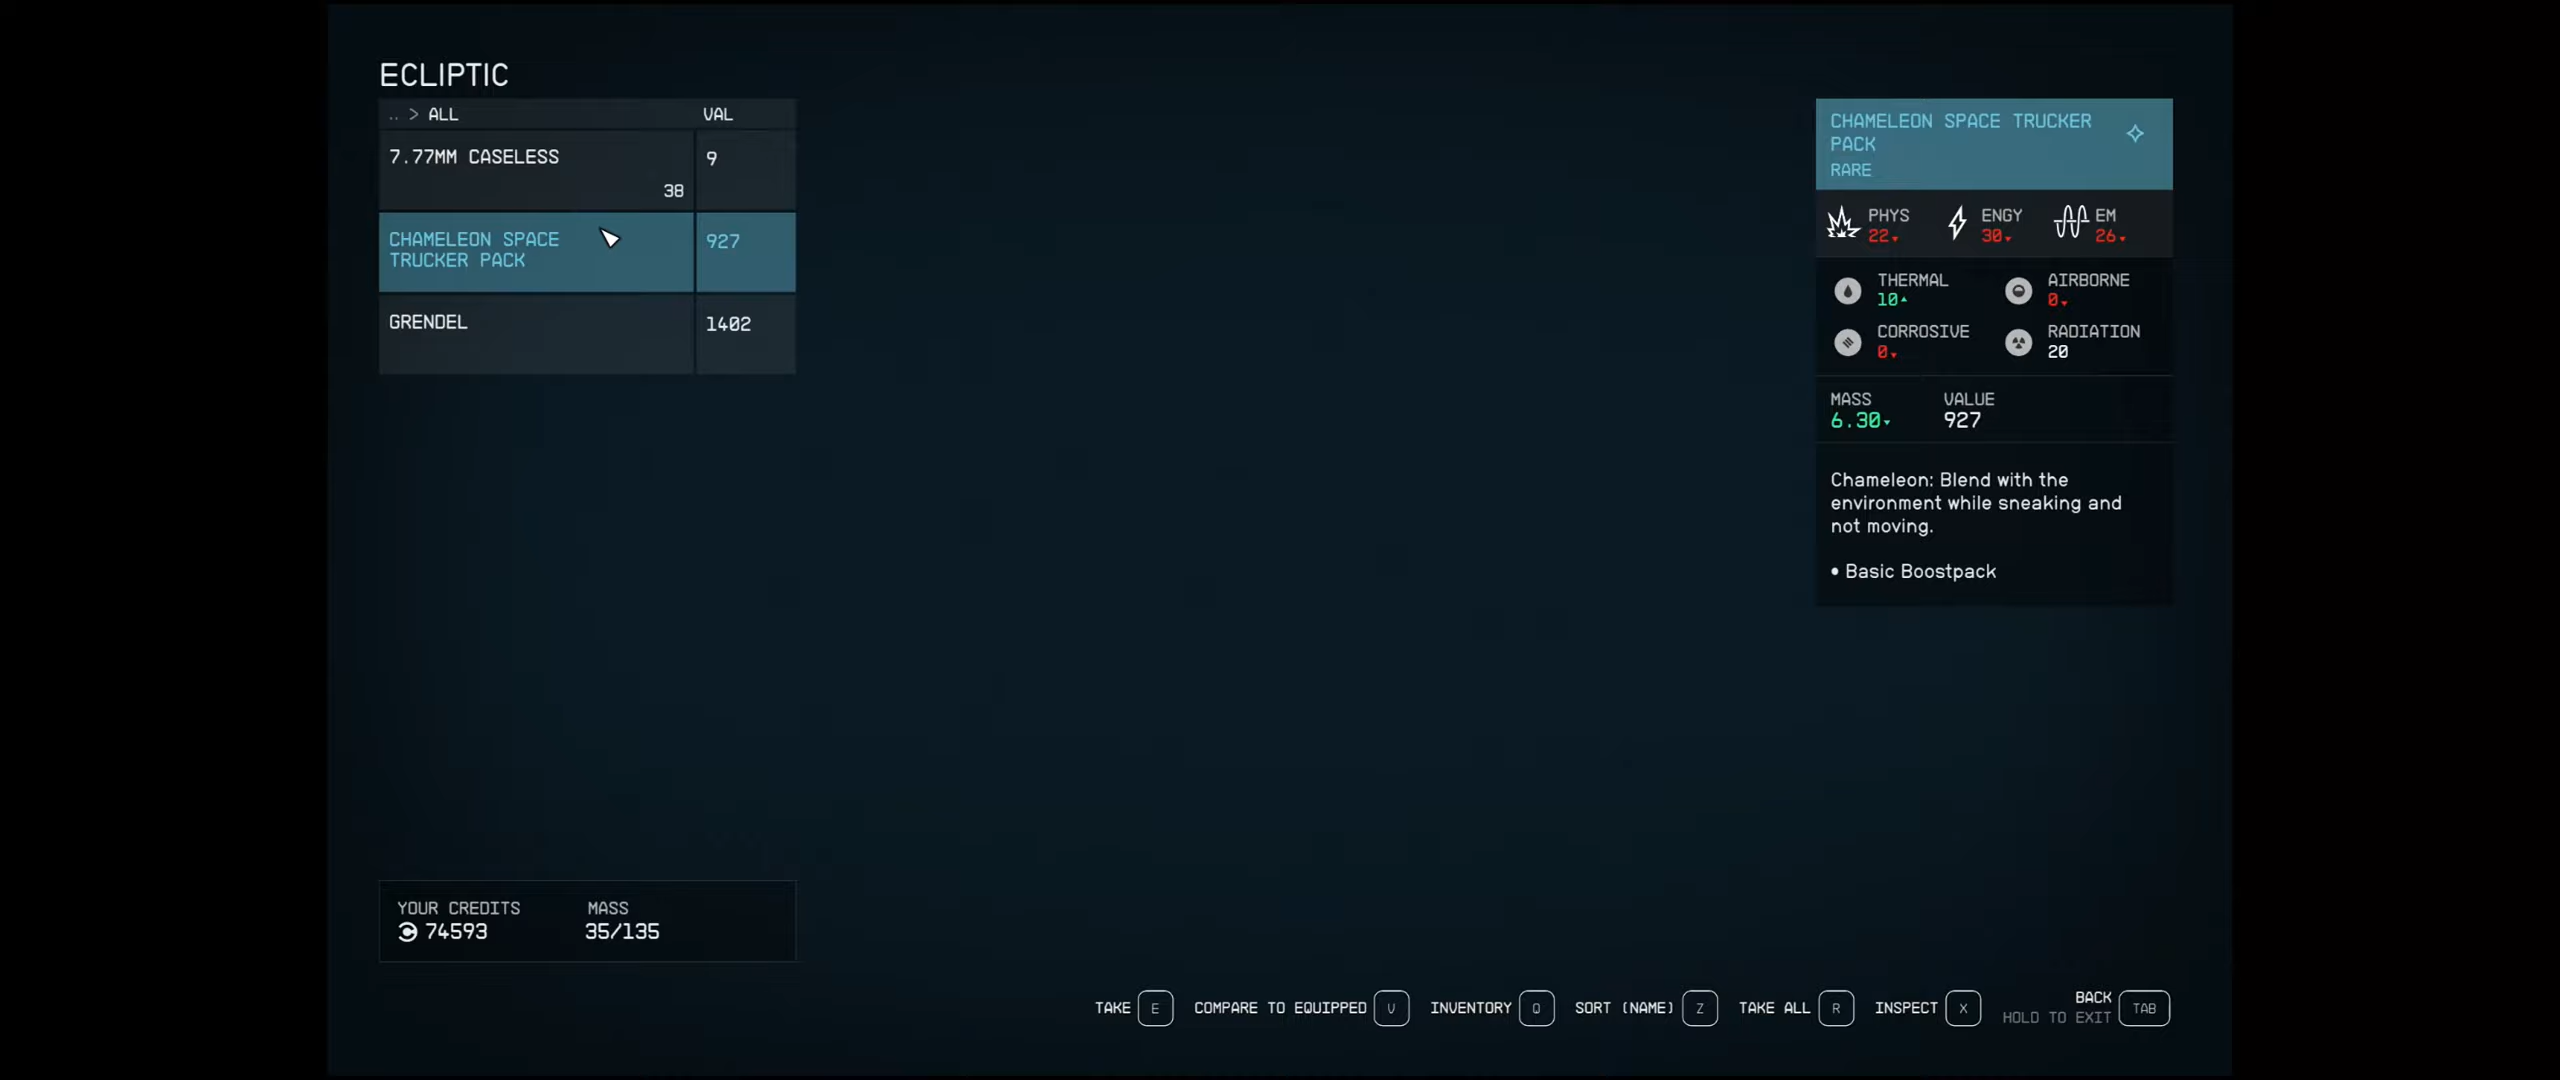 ECLIPTIC
.. > ALL VAL
7.77MM CASELESS 9
38
CHAMELEON SPACE 927
TRUCKER PACK
GRENDEL 1402
CHAMELEON SPACE TRUCKER
PACK
RARE
PHYS ENGY EM
22 30 26
THERMAL AIRBORNE
10 0
CORROSIVE RADIATION
0 20
MASS VALUE
6.30 927
Chameleon: Blend with the
environment while sneaking and
not moving.
• Basic Boostpack
YOUR CREDITS MASS
74593 35/135
TAKE E COMPARE TO EQUIPPED V INVENTORY Q SORT (NAME) Z TAKE ALL R INSPECT X BACK TAB
HOLD TO EXIT